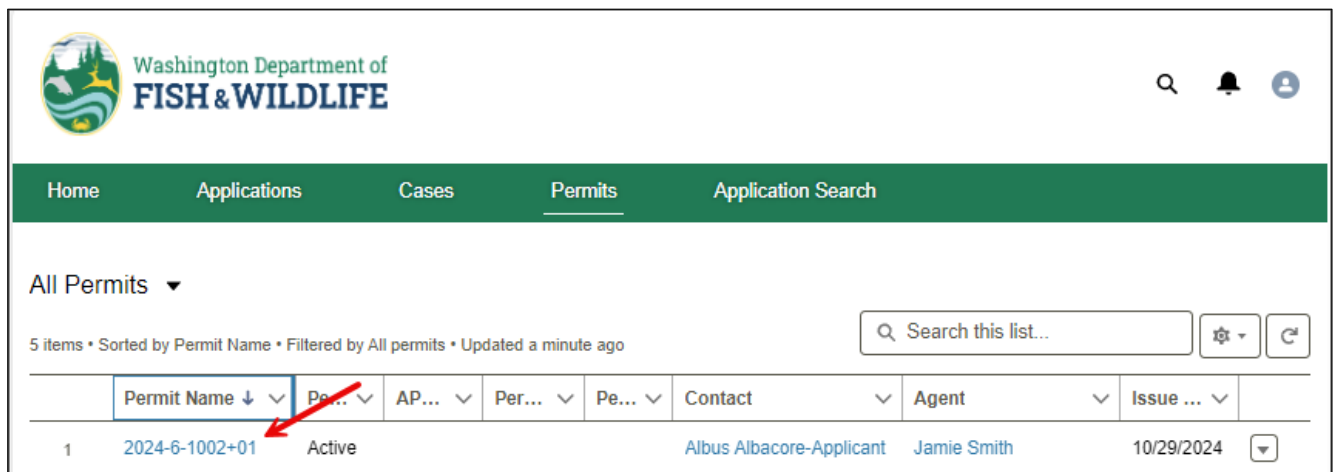 Washington Department of
FISH & WILDLIFE
Home Applications Cases Permits Application Search
All Permits
5 items • Sorted by Permit Name • Filtered by All permits • Updated a minute ago
Search this list...
Permit Name ↓ Pe... AP... Per... Pe... Contact Agent Issue ...
1 2024-6-1002+01 Active Albus Albacore-Applicant Jamie Smith 10/29/2024